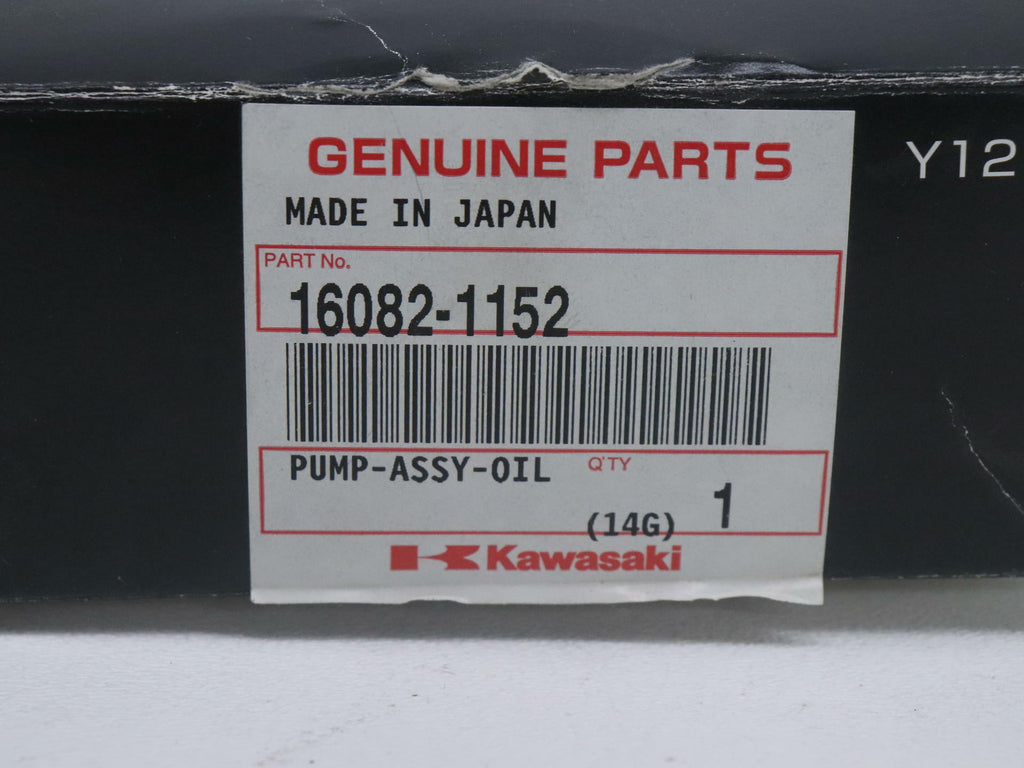 GENUINE PARTS
MADE IN JAPAN
PART No.
16082-1152
PUMP-ASSY-OIL
Q'TY
(14G)
1
Kawasaki
Y12